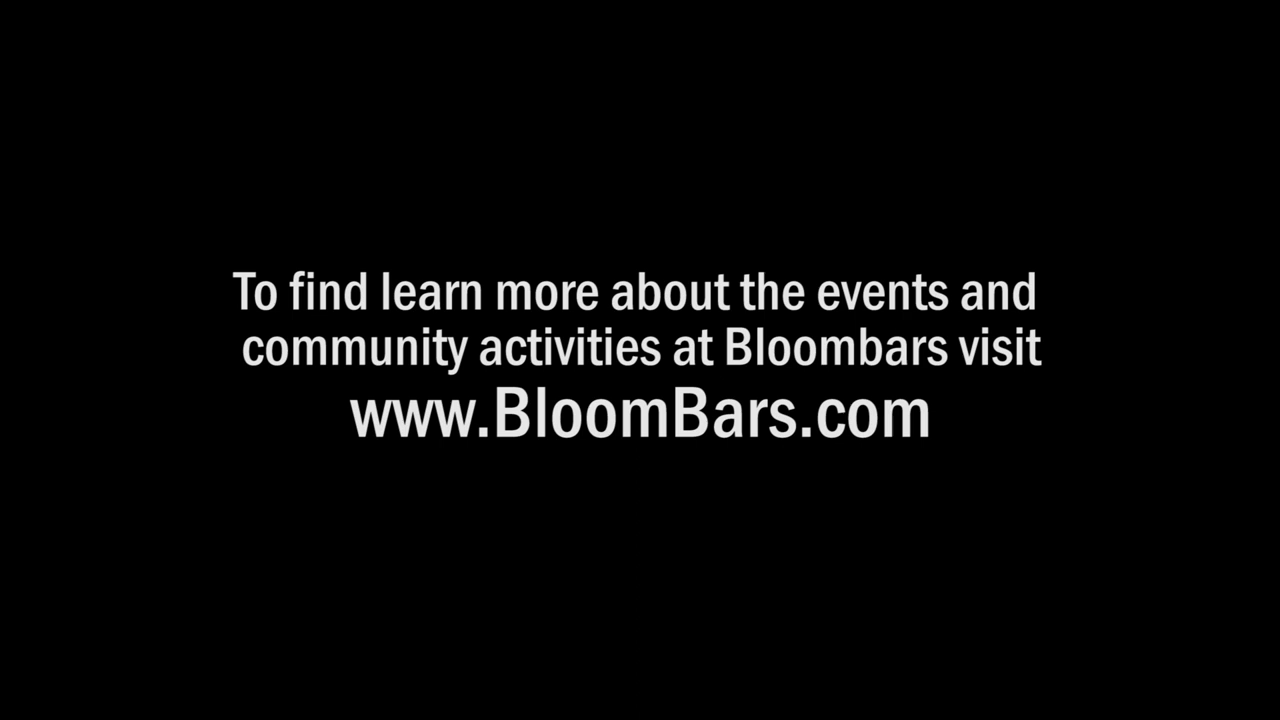 To find learn more about the events and
community activities at Bloombars visit
www.BloomBars.com